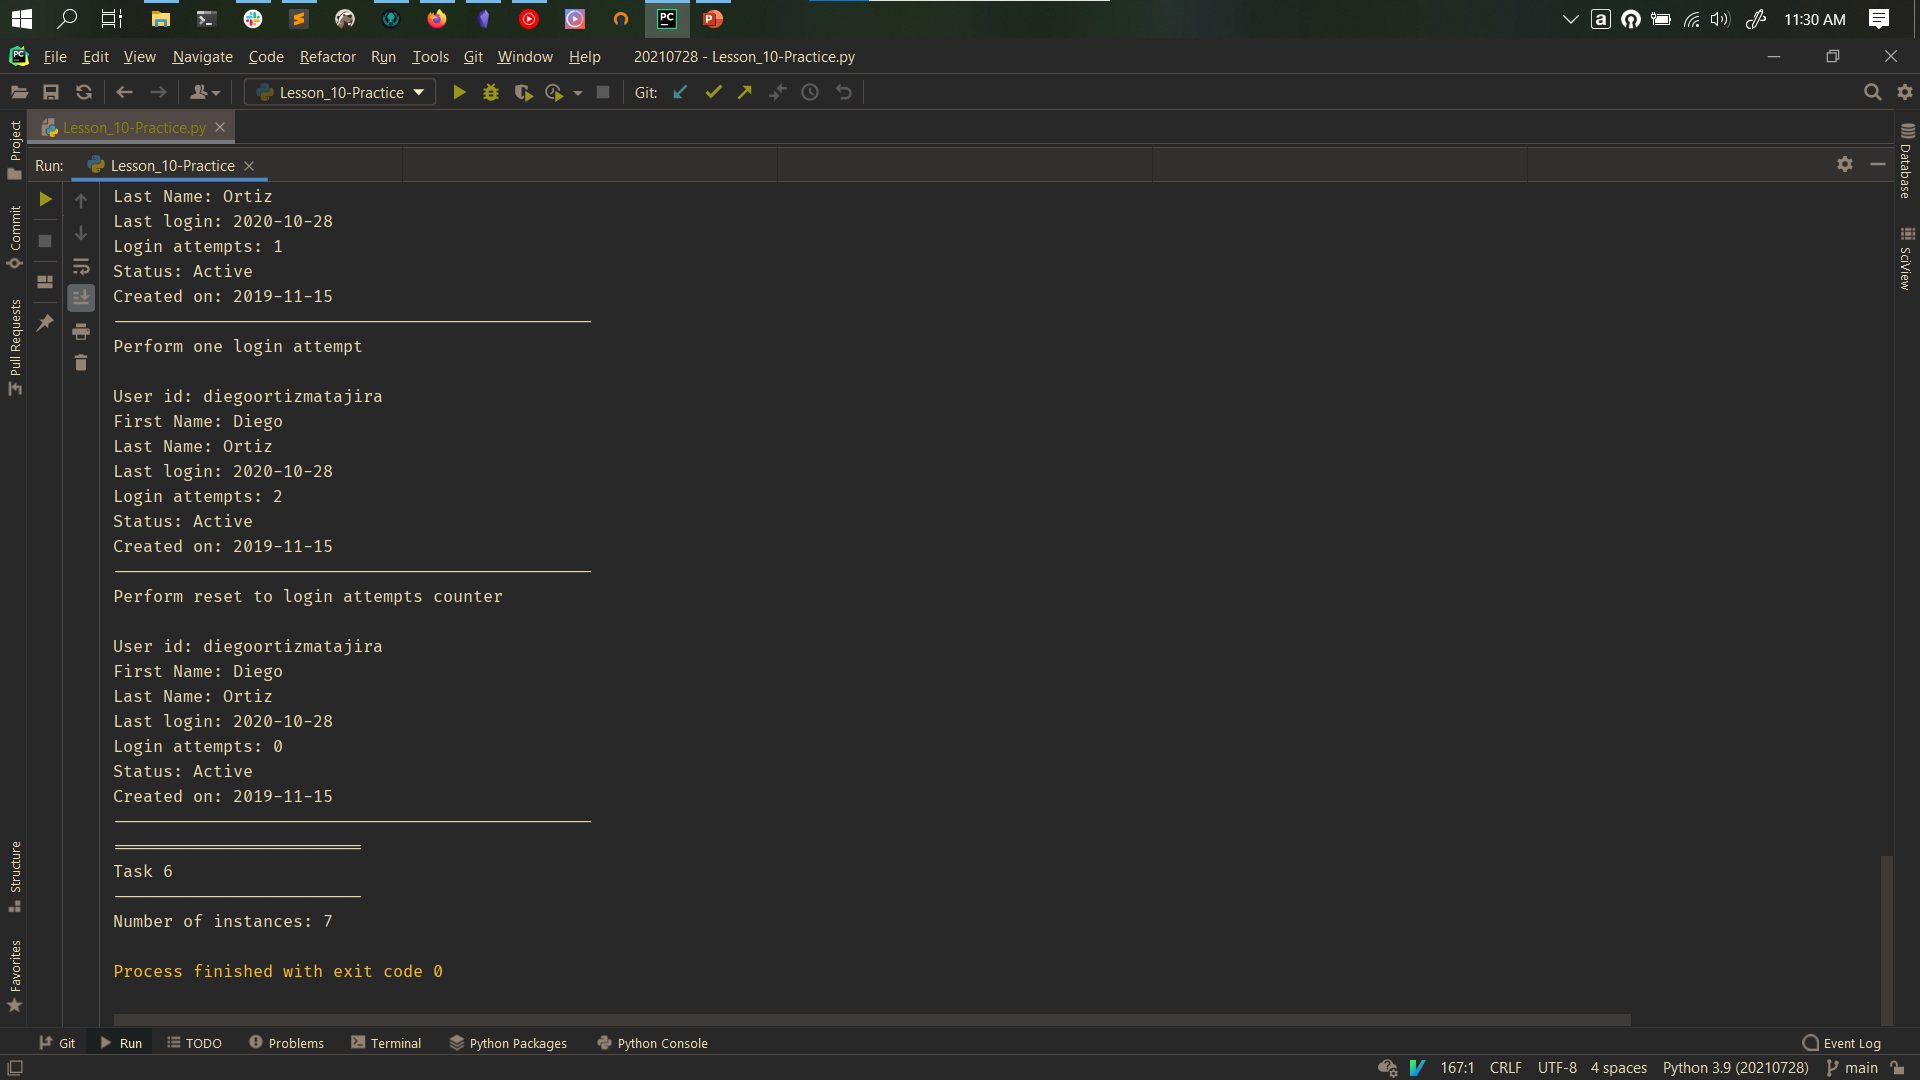 11:30 AM
File Edit View Navigate Code Refactor Run Tools Git Window Help 20210728 - Lesson_10-Practice.py
Lesson_10-Practice Git:
Lesson_10-Practice.py
Run: Lesson_10-Practice
Project
Commit
Pull Requests
Structure
Favorites
Database
SciView
Last Name: Ortiz
Last login: 2020-10-28
Login attempts: 1
Status: Active
Created on: 2019-11-15
Perform one login attempt
User id: diegoortizmatajira
First Name: Diego
Last Name: Ortiz
Last login: 2020-10-28
Login attempts: 2
Status: Active
Created on: 2019-11-15
Perform reset to login attempts counter
User id: diegoortizmatajira
First Name: Diego
Last Name: Ortiz
Last login: 2020-10-28
Login attempts: 0
Status: Active
Created on: 2019-11-15
Task 6
Number of instances: 7
Process finished with exit code 0
Git Run TODO Problems Terminal Python Packages Python Console Event Log
167:1 CRLF UTF-8 4 spaces Python 3.9 (20210728) main